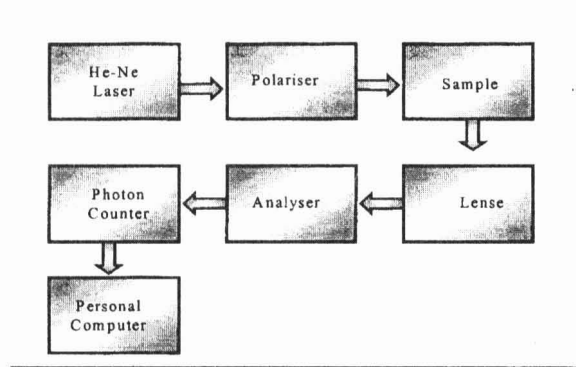 He-Ne
Laser
Polariser
Sample
Photon
Counter
Analyser
Lense
Personal
Computer